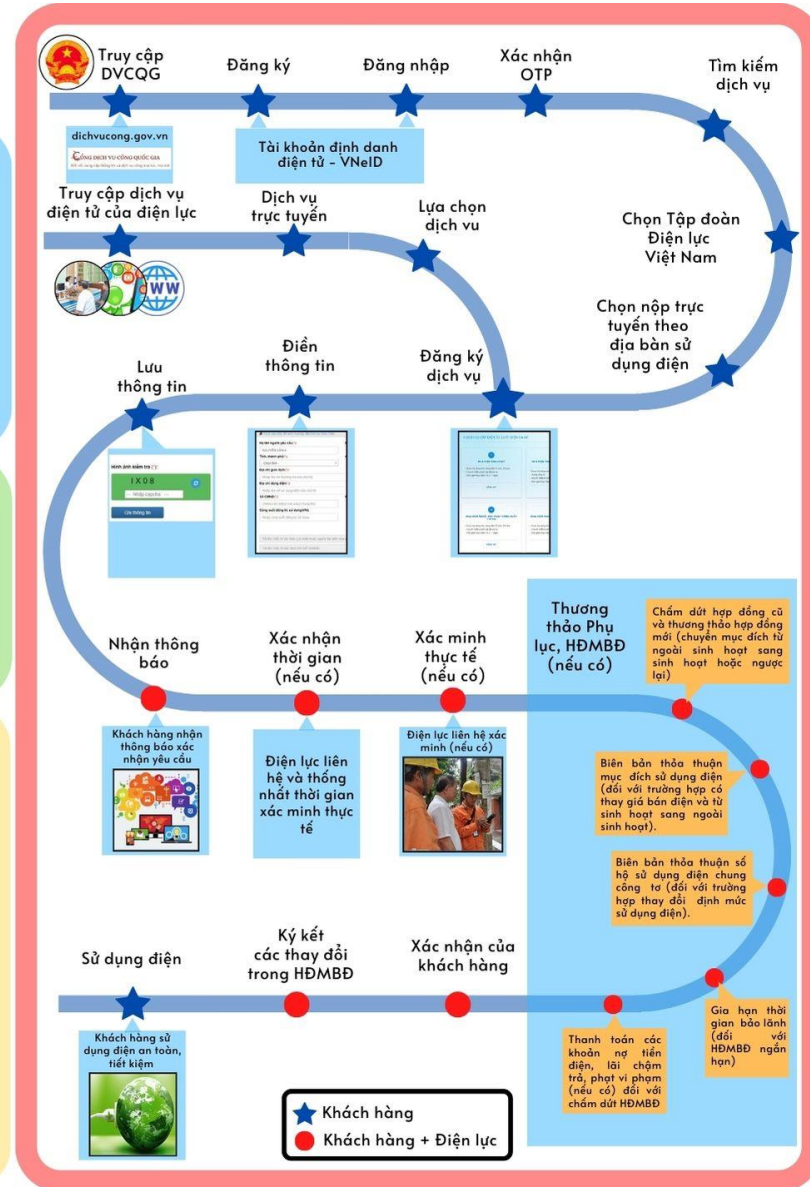 Truy cập
DVCQG
Đăng ký
Đăng nhập
Xác nhận
OTP
Tìm kiếm
dịch vụ
dichvucong.gov.vn
CỔNG DỊCH VỤ CÔNG QUỐC GIA
Tài khoản định danh
điện tử - VNeID
Truy cập dịch vụ
điện tử của điện lực
Dịch vụ
trực tuyến
Lựa chọn
dịch vu
Chọn Tập đoàn
Điện lực
Việt Nam
WW
Chọn nộp trực
tuyến theo
địa bàn sử
dụng điện
Lưu
thông tin
Điền
thông tin
Đăng ký
dịch vụ
Hình ảnh kiểm tra (*):
IX08
Nhập captcha
Gửi thông tin
Nhận thông
báo
Xác nhận
thời gian
(nếu có)
Xác minh
thực tế
(nếu có)
Thương
thảo Phụ
lục, HĐMBĐ
(nếu có)
Chấm dứt hợp đồng cũ
và thương thảo hợp đồng
mới (chuyển mục đích từ
ngoài sinh hoạt sang
sinh hoạt hoặc ngược
lại)
Khách hàng nhận
thông báo xác
nhận yêu cầu
Điện lực liên
hệ và thống
nhất thời gian
xác minh thực
tế
Điện lực liên hệ xác
minh (nếu có)
Biên bản thỏa thuận
mục đích sử dụng điện
(đối với trường hợp có
thay giá bán điện và từ
sinh hoạt sang ngoài
sinh hoạt).
Biên bản thỏa thuận số
hộ sử dụng điện chung
công tơ (đối với trường
hợp thay đổi định mức
sử dụng điện).
Sử dụng điện
Ký kết
các thay đổi
trong HĐMBĐ
Xác nhận của
khách hàng
Gia hạn thời
gian bảo lãnh
(đối với
HĐMBĐ ngắn
hạn)
Thanh toán các
khoản nợ tiền
điện, lãi chậm
trả, phạt vi phạm
(nếu có) đối với
chấm dứt HĐMBĐ
Khách hàng sử
dụng điện an toàn,
tiết kiệm
Khách hàng
Khách hàng + Điện lực